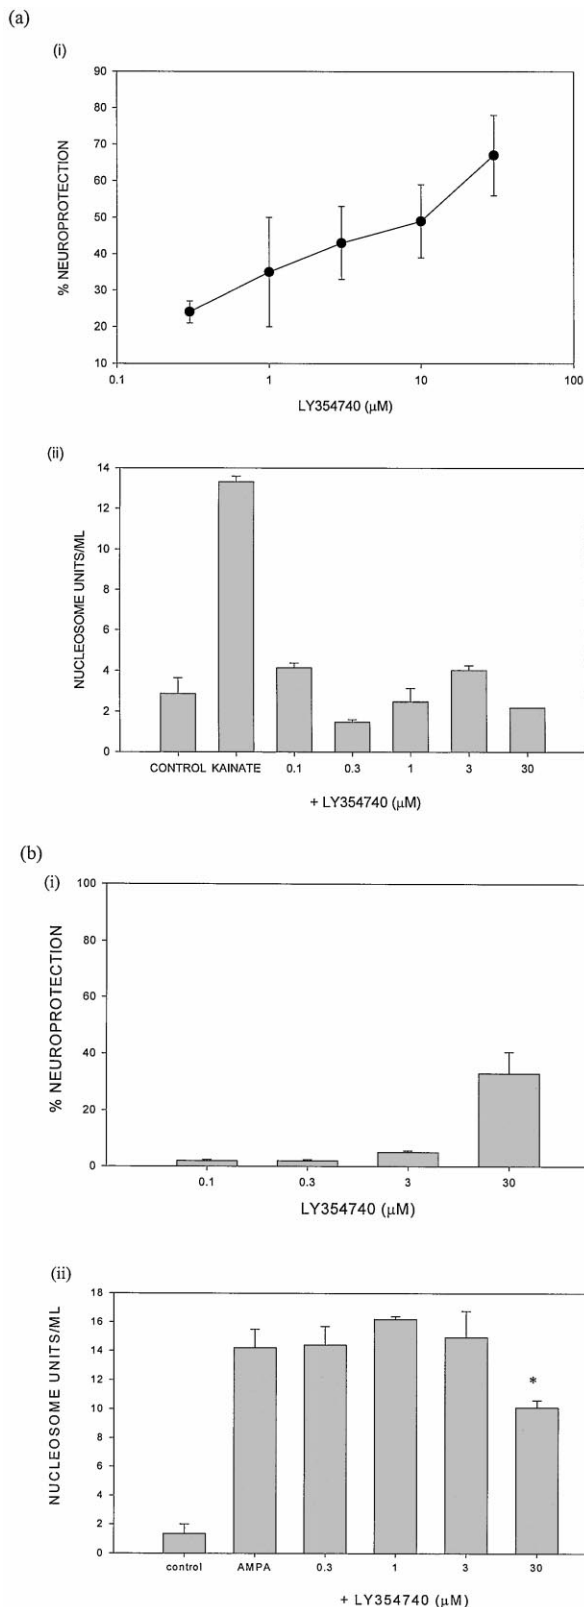 (a)
(i)
90
80
70
60
50
40
30
20
10
% NEUROPROTECTION
0.1 1 10 100
LY354740 (μM)
(ii)
14
12
10
8
6
4
2
0
NUCLEOSOME UNITS/ML
CONTROL KAINATE 0.1 0.3 1 3 30
+ LY354740 (μM)
(b)
(i)
100
80
60
40
20
0
% NEUROPROTECTION
0.1 0.3 3 30
LY354740 (μM)
(ii)
18
16
14
12
10
8
6
4
2
0
NUCLEOSOME UNITS/ML
*
control AMPA 0.3 1 3 30
+ LY354740 (μM)